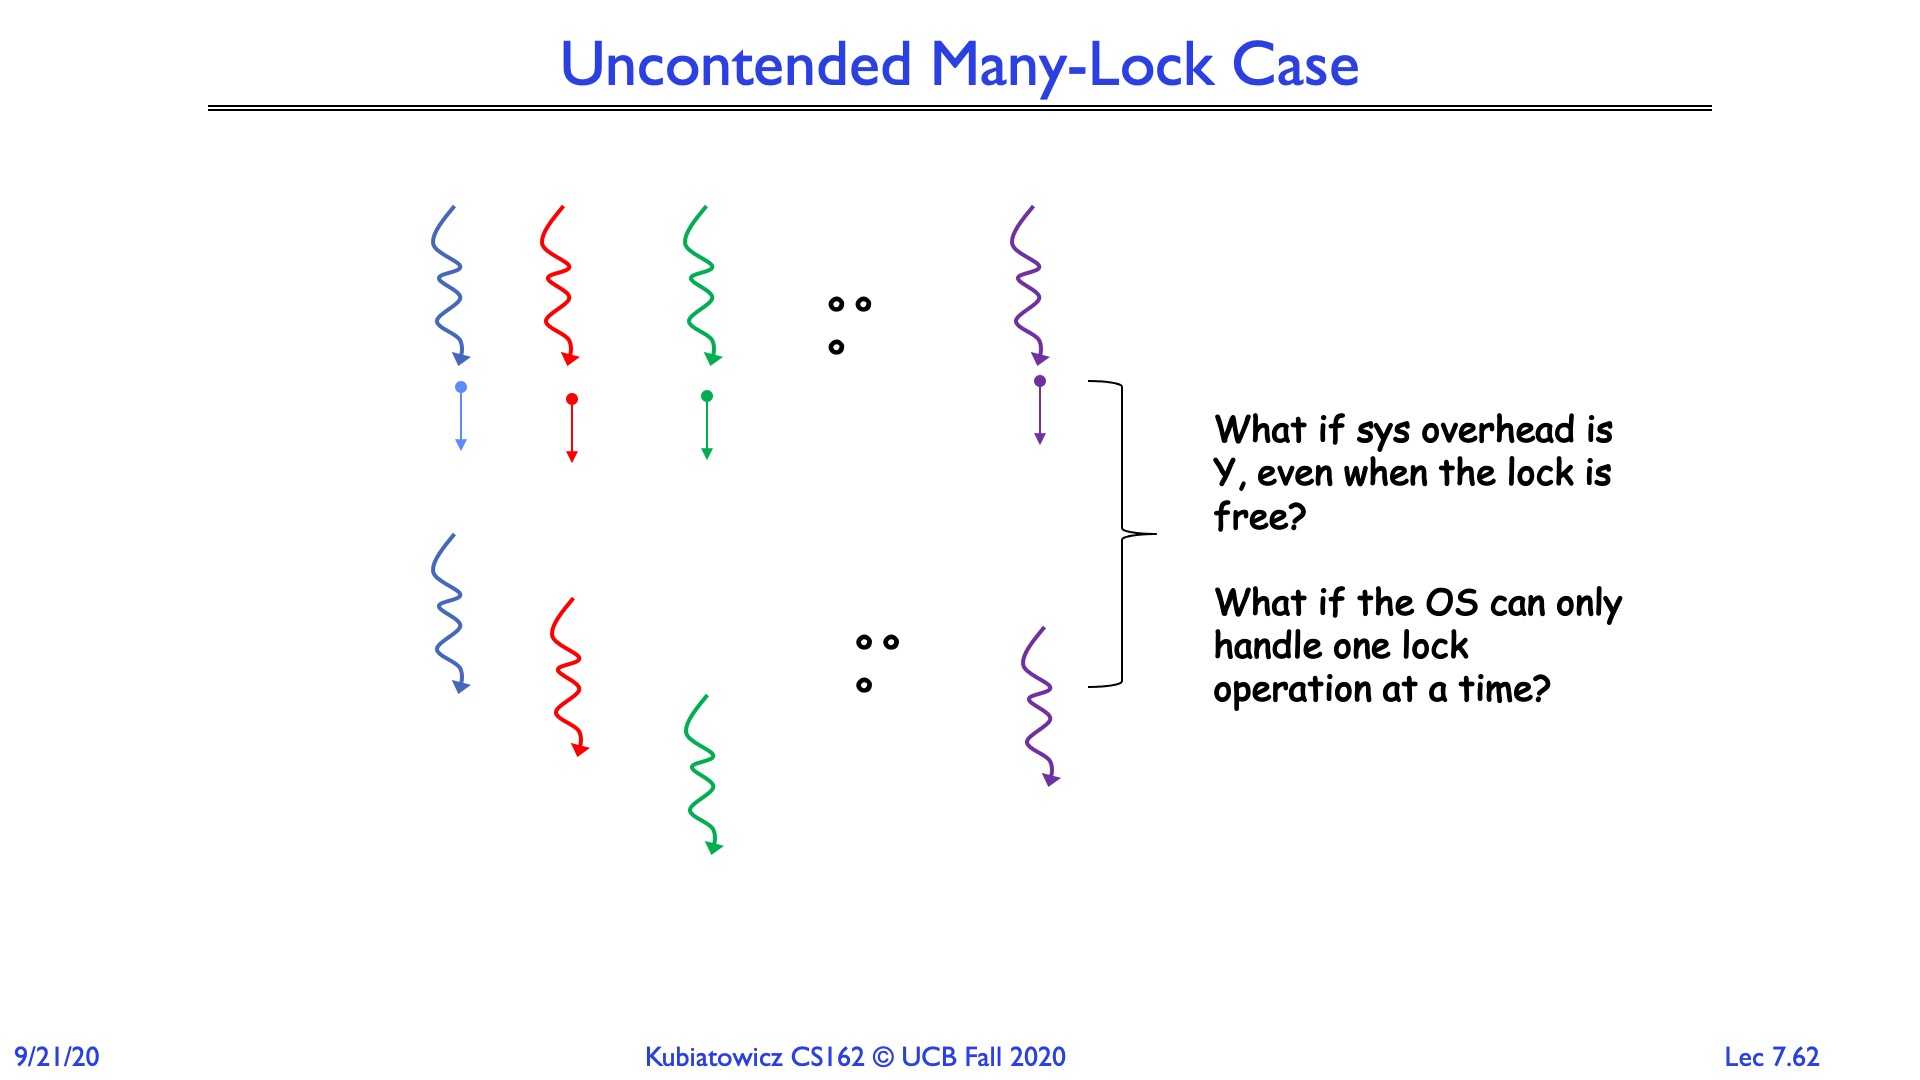 Uncontended Many-Lock Case
What if sys overhead is
Y, even when the lock is
free?
What if the OS can only
handle one lock
operation at a time?
9/21/20
Kubiatowicz CS162 © UCB Fall 2020
Lec 7.62